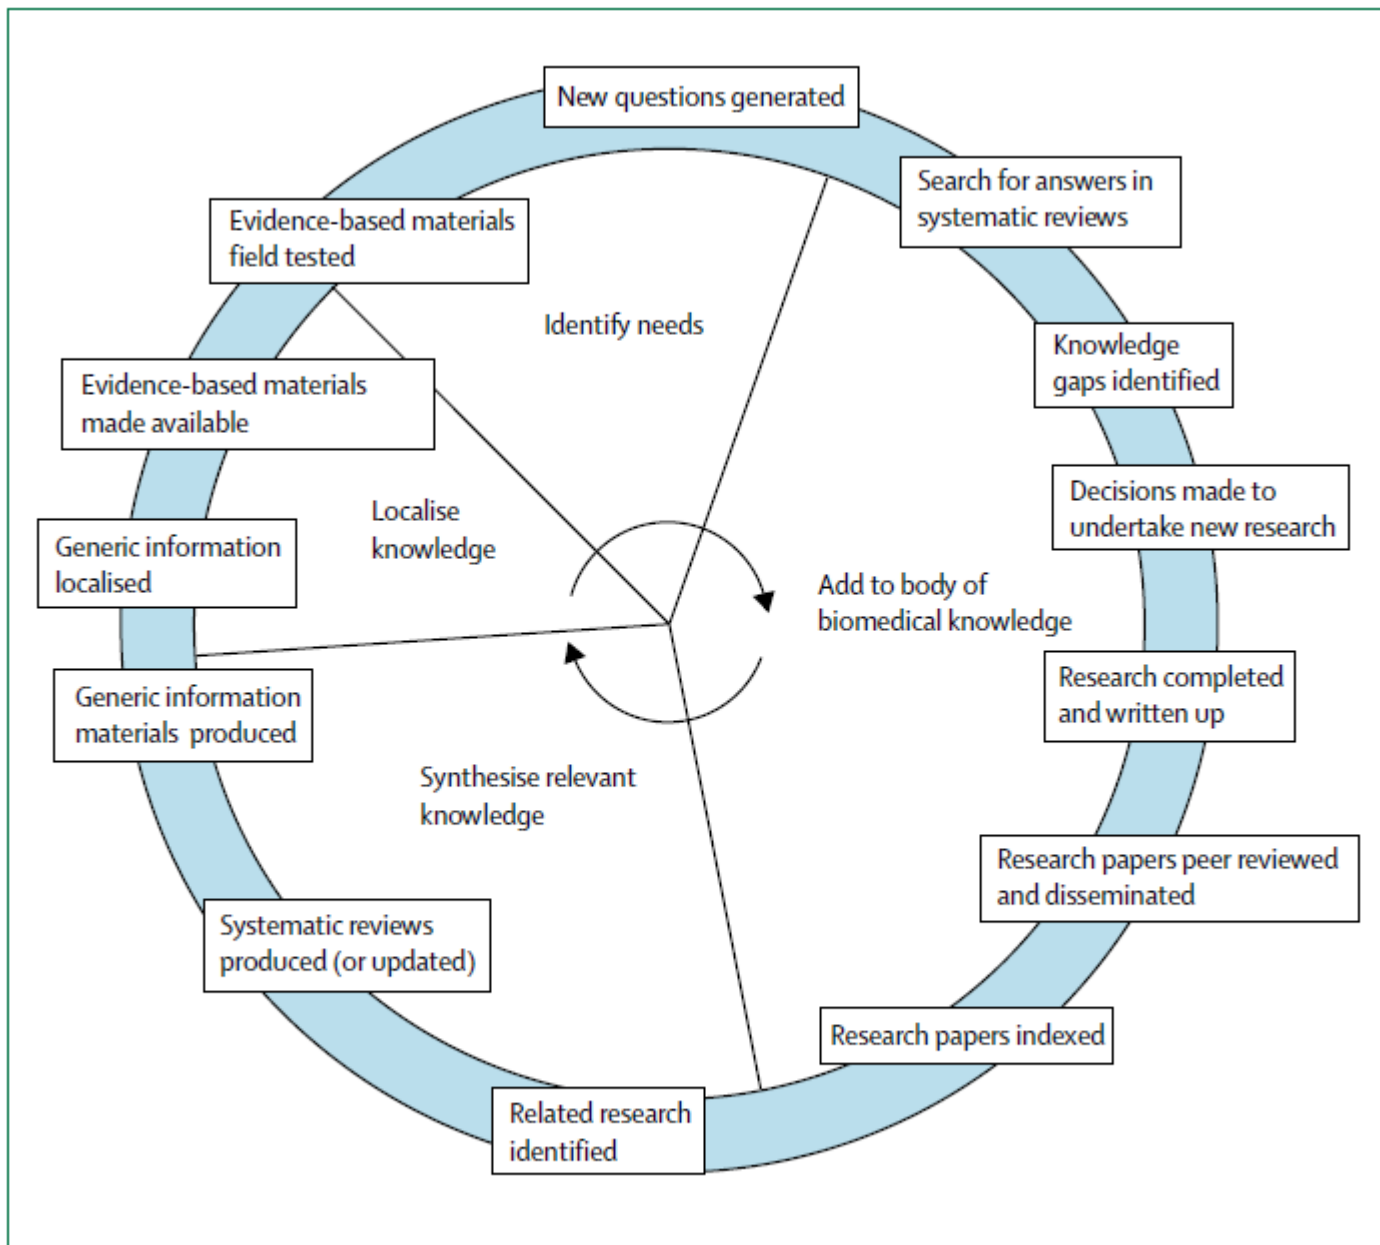 New questions generated
Search for answers in
systematic reviews
Evidence-based materials
field tested
Identify needs
Knowledge
gaps identified
Evidence-based materials
made available
Decisions made to
undertake new research
Localise
knowledge
Generic information
localised
Add to body of
biomedical knowledge
Research completed
and written up
Generic information
materials produced
Synthesise relevant
knowledge
Research papers peer reviewed
and disseminated
Systematic reviews
produced (or updated)
Research papers indexed
Related research
identified